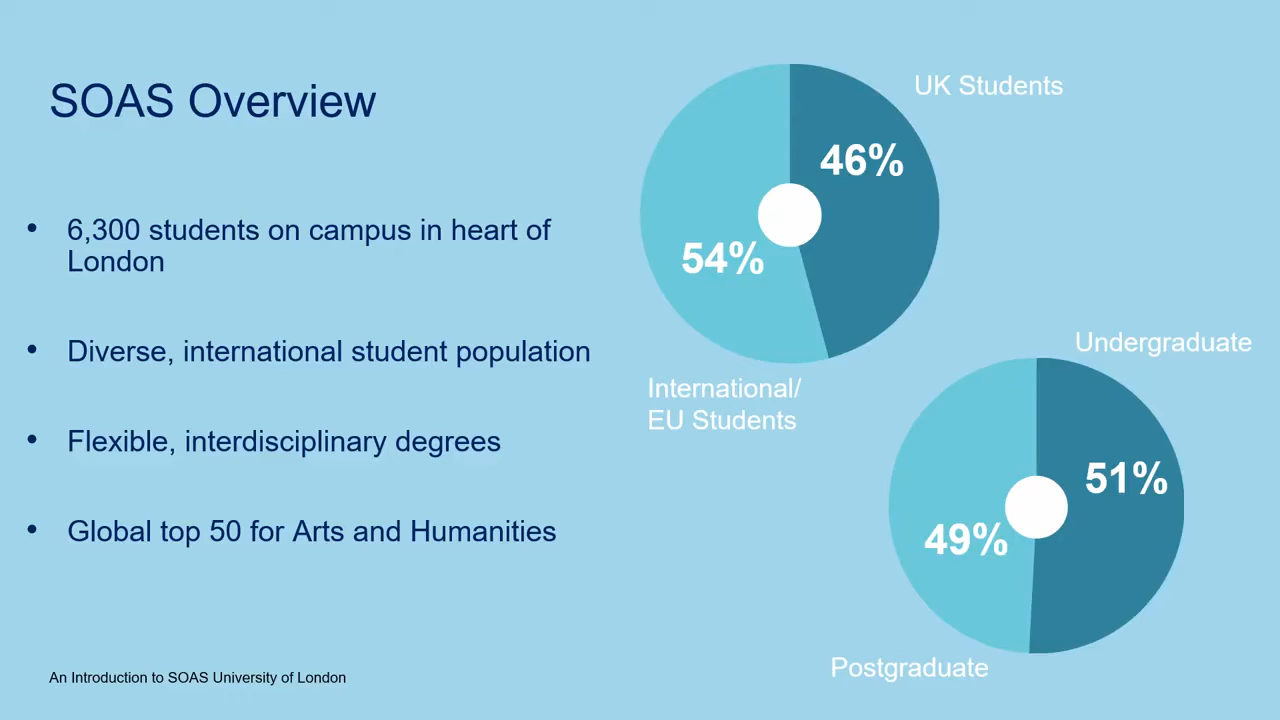 SOAS Overview
• 6,300 students on campus in heart of
London
• Diverse, international student population
• Flexible, interdisciplinary degrees
• Global top 50 for Arts and Humanities
An Introduction to SOAS University of London
UK Students
46%
54%
International/
EU Students
Undergraduate
51%
49%
Postgraduate